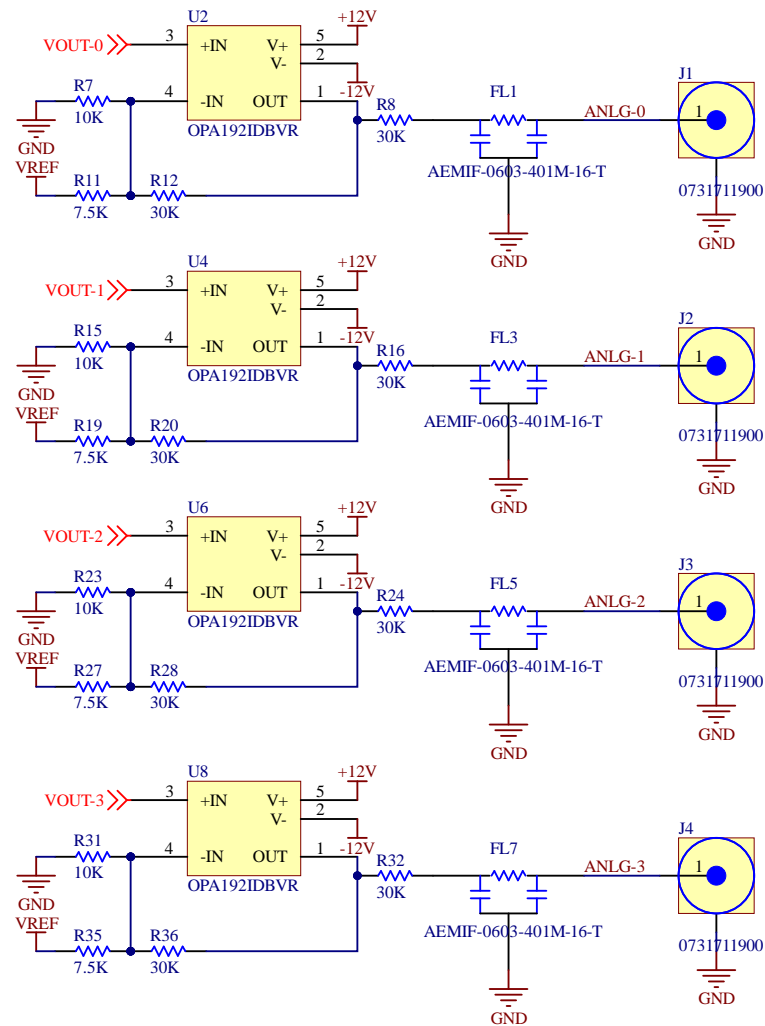 U2
+12V
VOUT-0
3
+IN
V+
5
V-
2
R7
10K
4
-IN
OUT
1
-12V
OPA192IDBVR
GND
VREF
R11
7.5K
R12
30K
R8
30K
FL1
AEMIF-0603-401M-16-T
GND
ANLG-0
J1
1
0731711900
GND
U4
+12V
VOUT-1
3
+IN
V+
5
V-
2
R15
10K
4
-IN
OUT
1
-12V
OPA192IDBVR
GND
VREF
R19
7.5K
R20
30K
R16
30K
FL3
AEMIF-0603-401M-16-T
GND
ANLG-1
J2
1
0731711900
GND
U6
+12V
VOUT-2
3
+IN
V+
5
V-
2
R23
10K
4
-IN
OUT
1
-12V
OPA192IDBVR
GND
VREF
R27
7.5K
R28
30K
R24
30K
FL5
AEMIF-0603-401M-16-T
GND
ANLG-2
J3
1
0731711900
GND
U8
+12V
VOUT-3
3
+IN
V+
5
V-
2
R31
10K
4
-IN
OUT
1
-12V
OPA192IDBVR
GND
VREF
R35
7.5K
R36
30K
R32
30K
FL7
AEMIF-0603-401M-16-T
GND
ANLG-3
J4
1
0731711900
GND